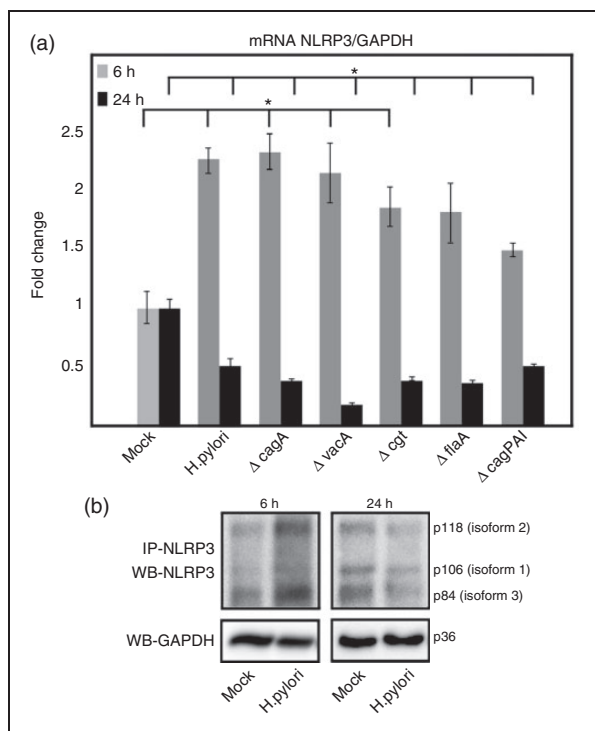 (a)
mRNA NLRP3/GAPDH
6 h
24 h
*
*
Fold change
2.5
2
1.5
1
0.5
Mock
H.pylori
Δ cagA
Δ vacA
Δ cgt
Δ flaA
Δ cagPAI
(b)
6 h
24 h
IP-NLRP3
WB-NLRP3
p118 (isoform 2)
p106 (isoform 1)
p84 (isoform 3)
WB-GAPDH
p36
Mock
H.pylori
Mock
H.pylori